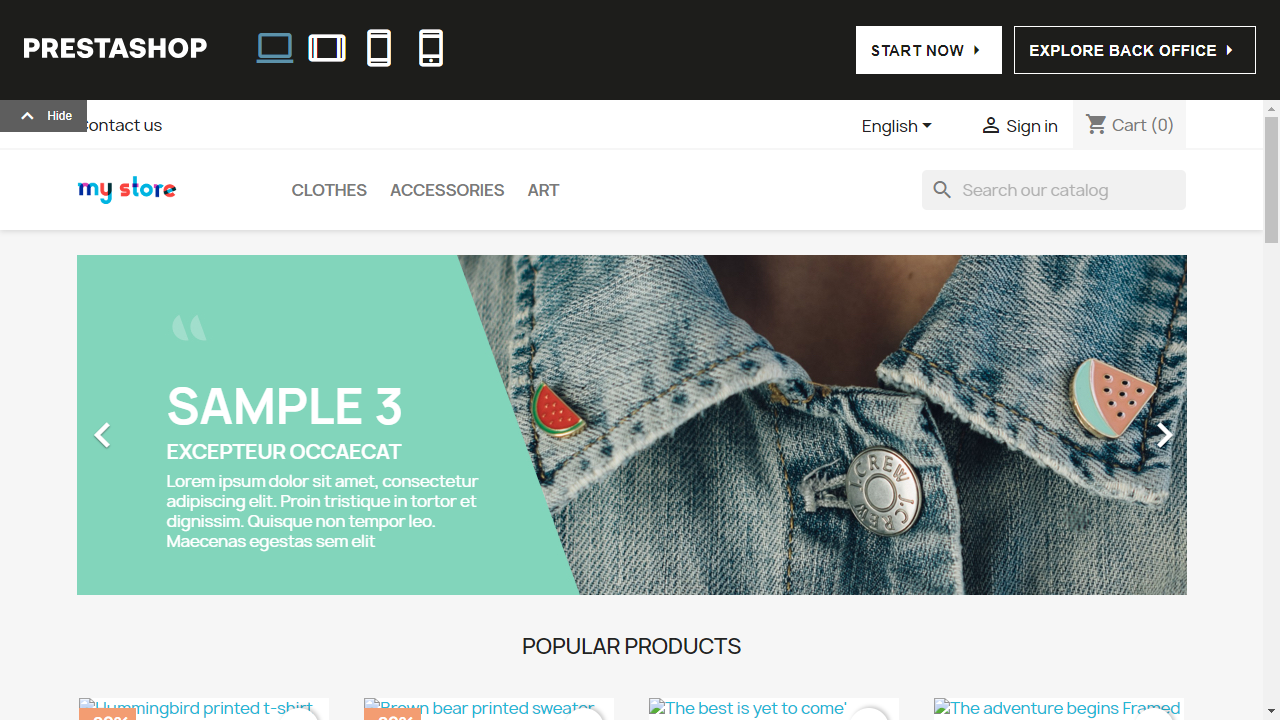 PRESTASHOP
START NOW
EXPLORE BACK OFFICE
Hide
Contact us
English
Sign in
Cart (0)
my store
CLOTHES
ACCESSORIES
ART
Search our catalog
SAMPLE 3
EXCEPTEUR OCCAECAT
Lorem ipsum dolor sit amet, consectetur
adipiscing elit. Proin tristique in tortor et
dignissim. Quisque non tempor leo.
Maecenas egestas sem elit
J.CREW J.CREW
POPULAR PRODUCTS
Hummingbird printed t-shirt
Brown bear printed sweater
The best is yet to come'
The adventure begins Framed